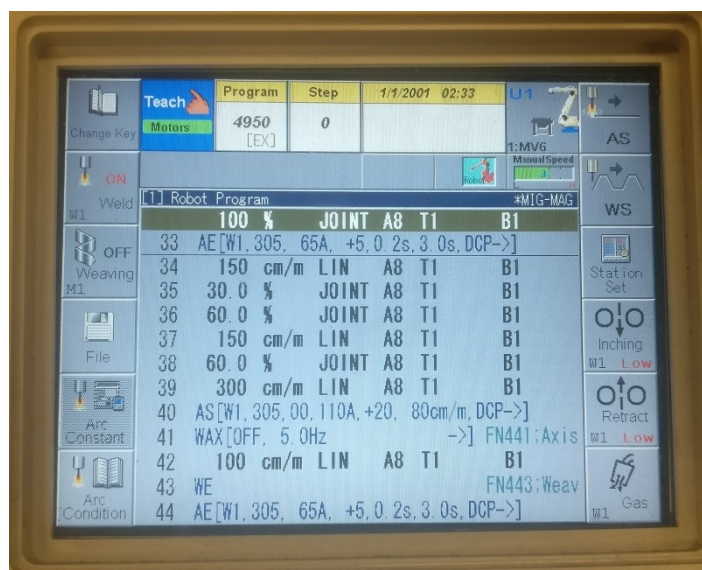 Change Key
Teach
Motors
Program
4950
[EX]
Step
0
1/1/2001 02:33
U1
1:MV6
AS
ON
Weld
W1
Robot
Manual Speed
3
WS
[1] Robot Program *MIG-MAG
100 % JOINT A8 T1 B1
33 AE[W1,305, 65A, +5,0.2s,3.0s,DCP->]
34 150 cm/m LIN A8 T1 B1
35 30.0 % JOINT A8 T1 B1
36 60.0 % JOINT A8 T1 B1
37 150 cm/m LIN A8 T1 B1
38 60.0 % JOINT A8 T1 B1
39 300 cm/m LIN A8 T1 B1
40 AS[W1,305,00,110A,+20, 80cm/m,DCP->]
41 WAX[OFF, 5.0Hz ->] FN441;Axis
42 100 cm/m LIN A8 T1 B1
43 WE FN443;Weav
44 AE[W1,305, 65A, +5,0.2s,3.0s,DCP->]
OFF
Weaving
M1
File
Arc
Constant
Arc
Condition
Station
Set
Inching
W1 Low
Retract
W1 Low
Gas
W1